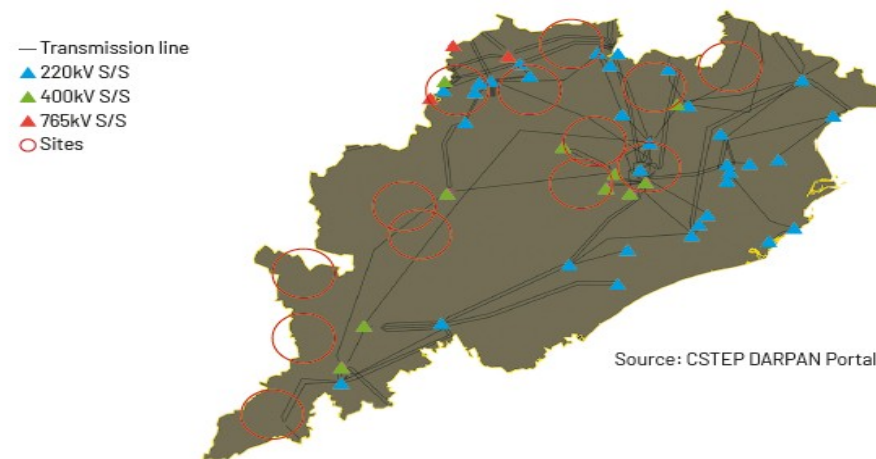 Transmission line
220kV S/S
400kV S/S
765kV S/S
Sites
Source: CSTEP DARPAN Portal